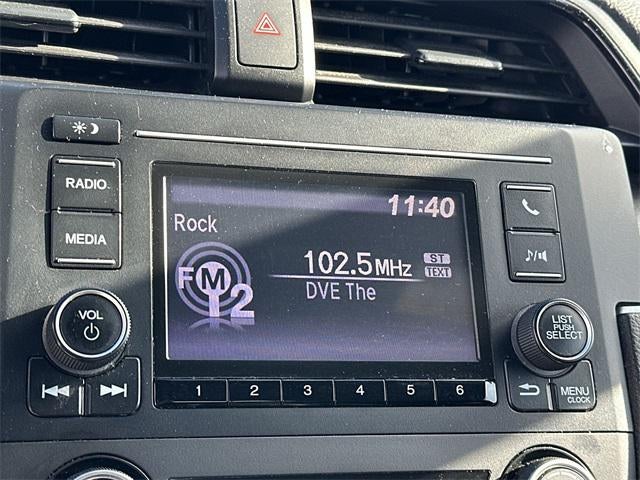 11:40
Rock
RADIO
MEDIA
FM
2
102.5MHz
ST
TEXT
DVE The
VOL
LIST
PUSH
SELECT
1 2 3 4 5 6
MENU
CLOCK